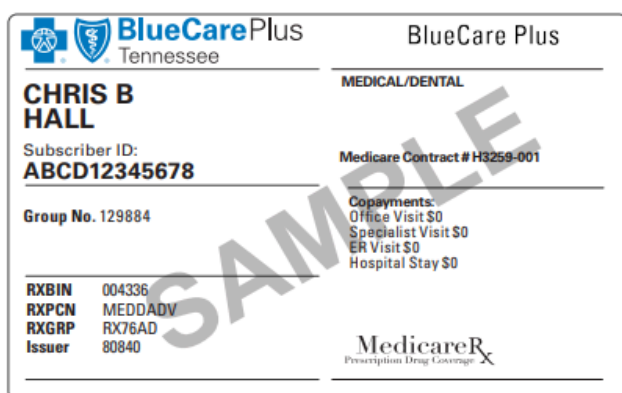 BlueCarePlus
Tennessee
CHRIS B
HALL
Subscriber ID:
ABCD12345678
Group No. 129884
RXBIN 004336
RXPCN MEDDADV
RXGRP RX76AD
Issuer 80840
BlueCare Plus
MEDICAL/DENTAL
Medicare Contract # H3259-001
Copayments:
Office Visit $0
Specialist Visit $0
ER Visit $0
Hospital Stay $0
MedicareRx
Prescription Drug Coverage
SAMPLE